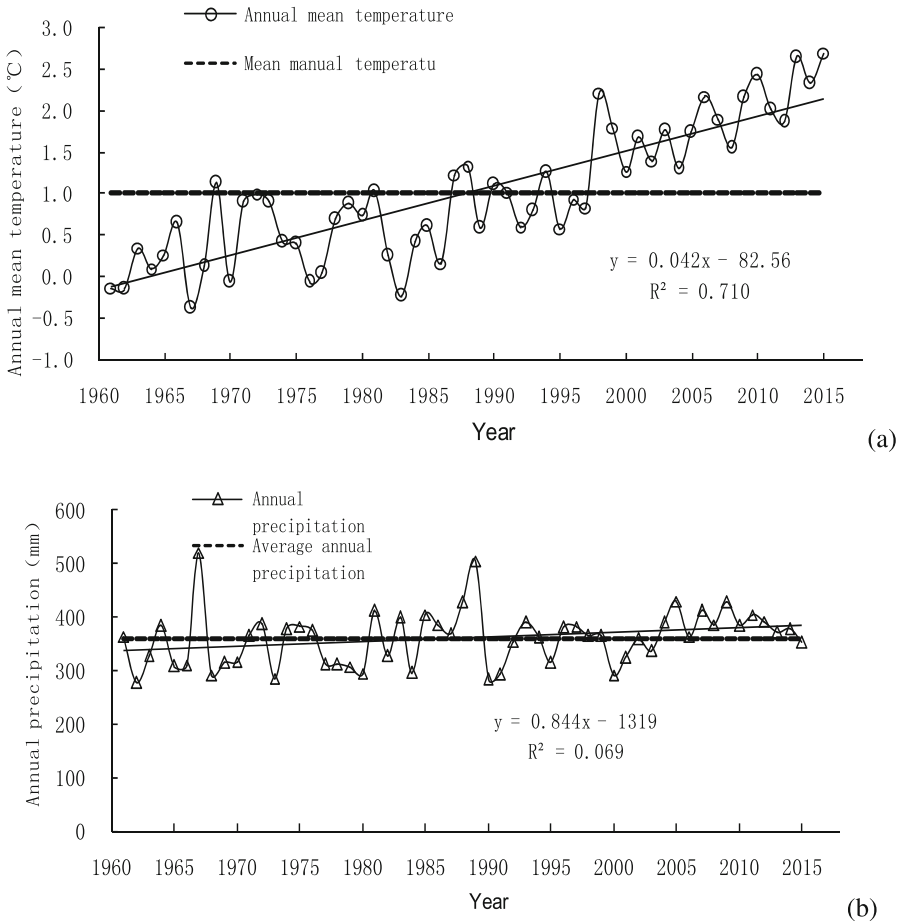 Annual mean temperature
Mean manual temperatu
Annual mean temperature (℃)
3.0
2.5
2.0
1.5
1.0
0.5
0.0
-0.5
-1.0
y = 0.042x - 82.56
R² = 0.710
1960 1965 1970 1975 1980 1985 1990 1995 2000 2005 2010 2015
Year
(a)
Annual
precipitation
Average annual
precipitation
Annual precipitation (mm)
600
500
400
300
200
100
0
y = 0.844x - 1319
R² = 0.069
1960 1965 1970 1975 1980 1985 1990 1995 2000 2005 2010 2015
Year
(b)